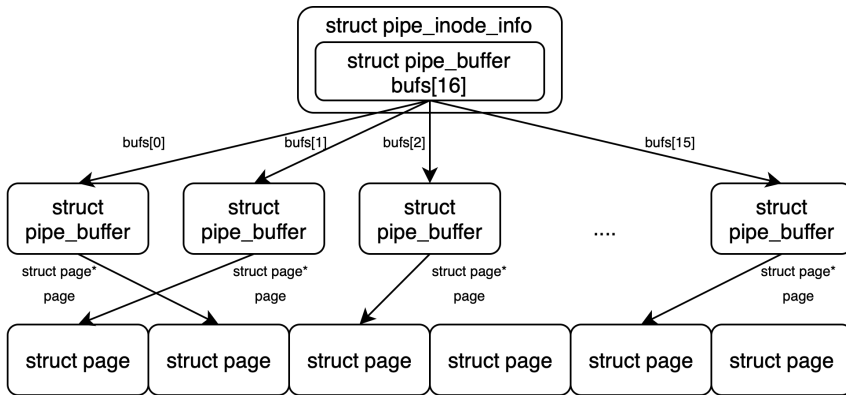 struct pipe_inode_info
struct pipe_buffer
bufs[16]
bufs[0]
bufs[1]
bufs[2]
bufs[15]
struct
pipe_buffer
struct
pipe_buffer
struct
pipe_buffer
....
struct
pipe_buffer
struct page*
page
struct page*
page
struct page*
page
struct page*
page
struct page
struct page
struct page
struct page
struct page
struct page